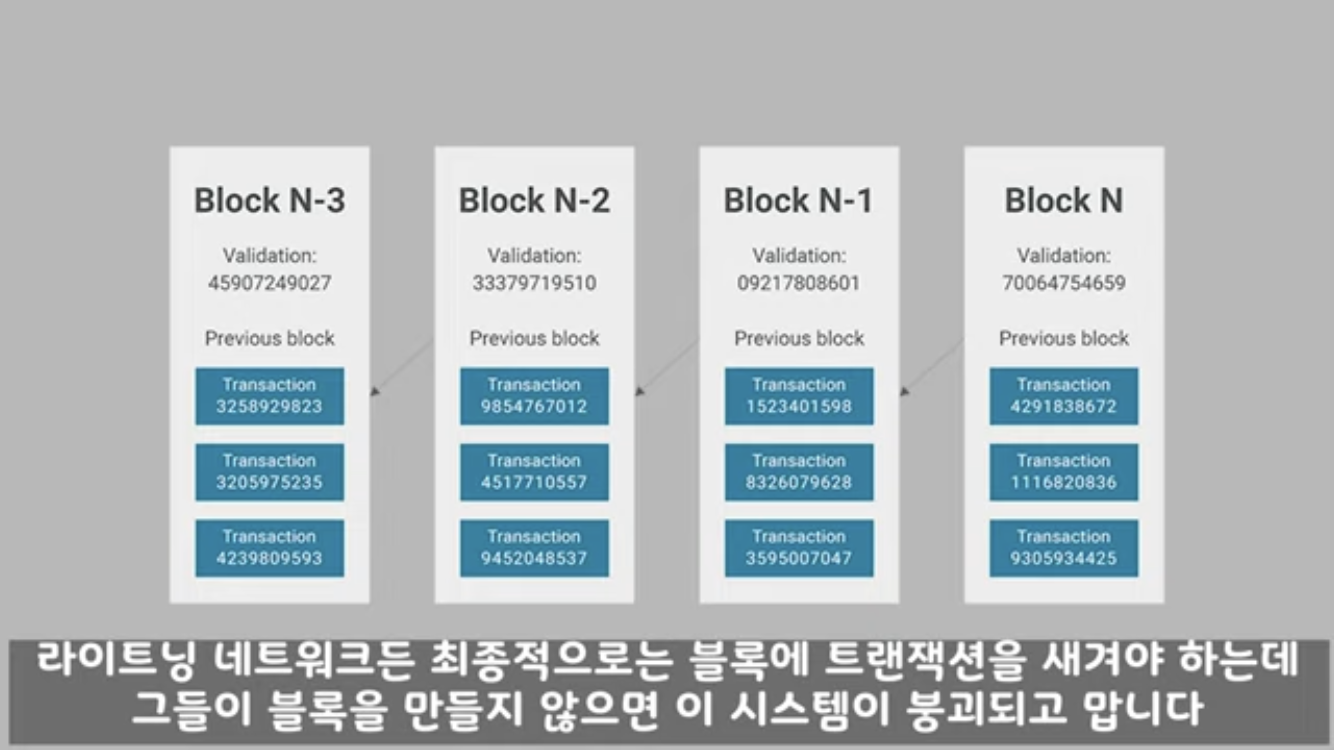 Block N-3
Validation:
45907249027
Previous block
Transaction
3258929823
Transaction
3205975235
Transaction
4239809593
Block N-2
Validation:
33379719510
Previous block
Transaction
9854767012
Transaction
4517710557
Transaction
9452048537
Block N-1
Validation:
09217808601
Previous block
Transaction
1523401598
Transaction
8326079628
Transaction
3595007047
Block N
Validation:
70064754659
Previous block
Transaction
4291838672
Transaction
1116820836
Transaction
9305934425
라이트닝 네트워크든 최종적으로는 블록에 트랜잭션을 새겨야 하는데
그들이 블록을 만들지 않으면 이 시스템이 붕괴되고 맙니다